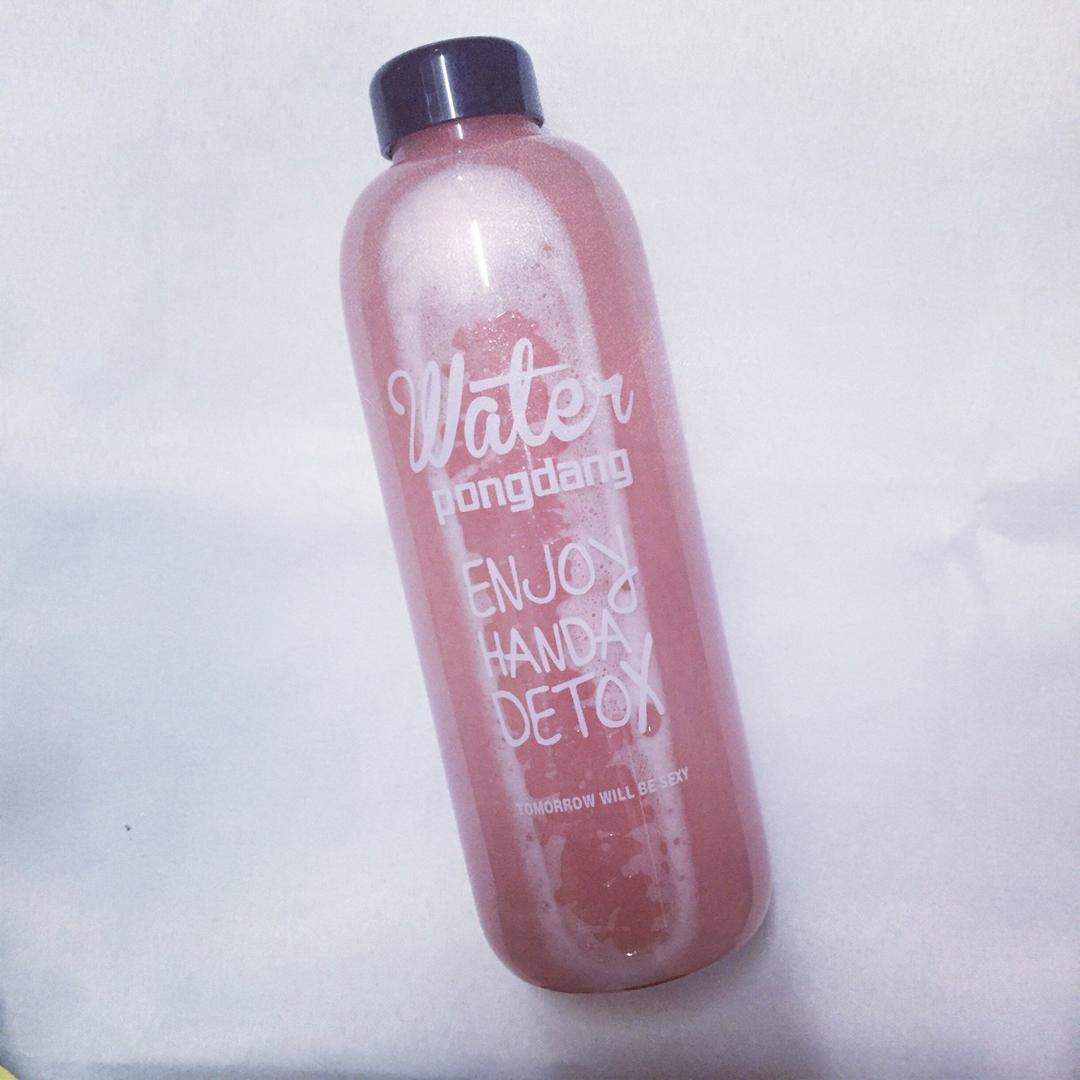 Water
pongdang
ENJOY
HANDA
DETOX
TOMORROW WILL BE SEXY